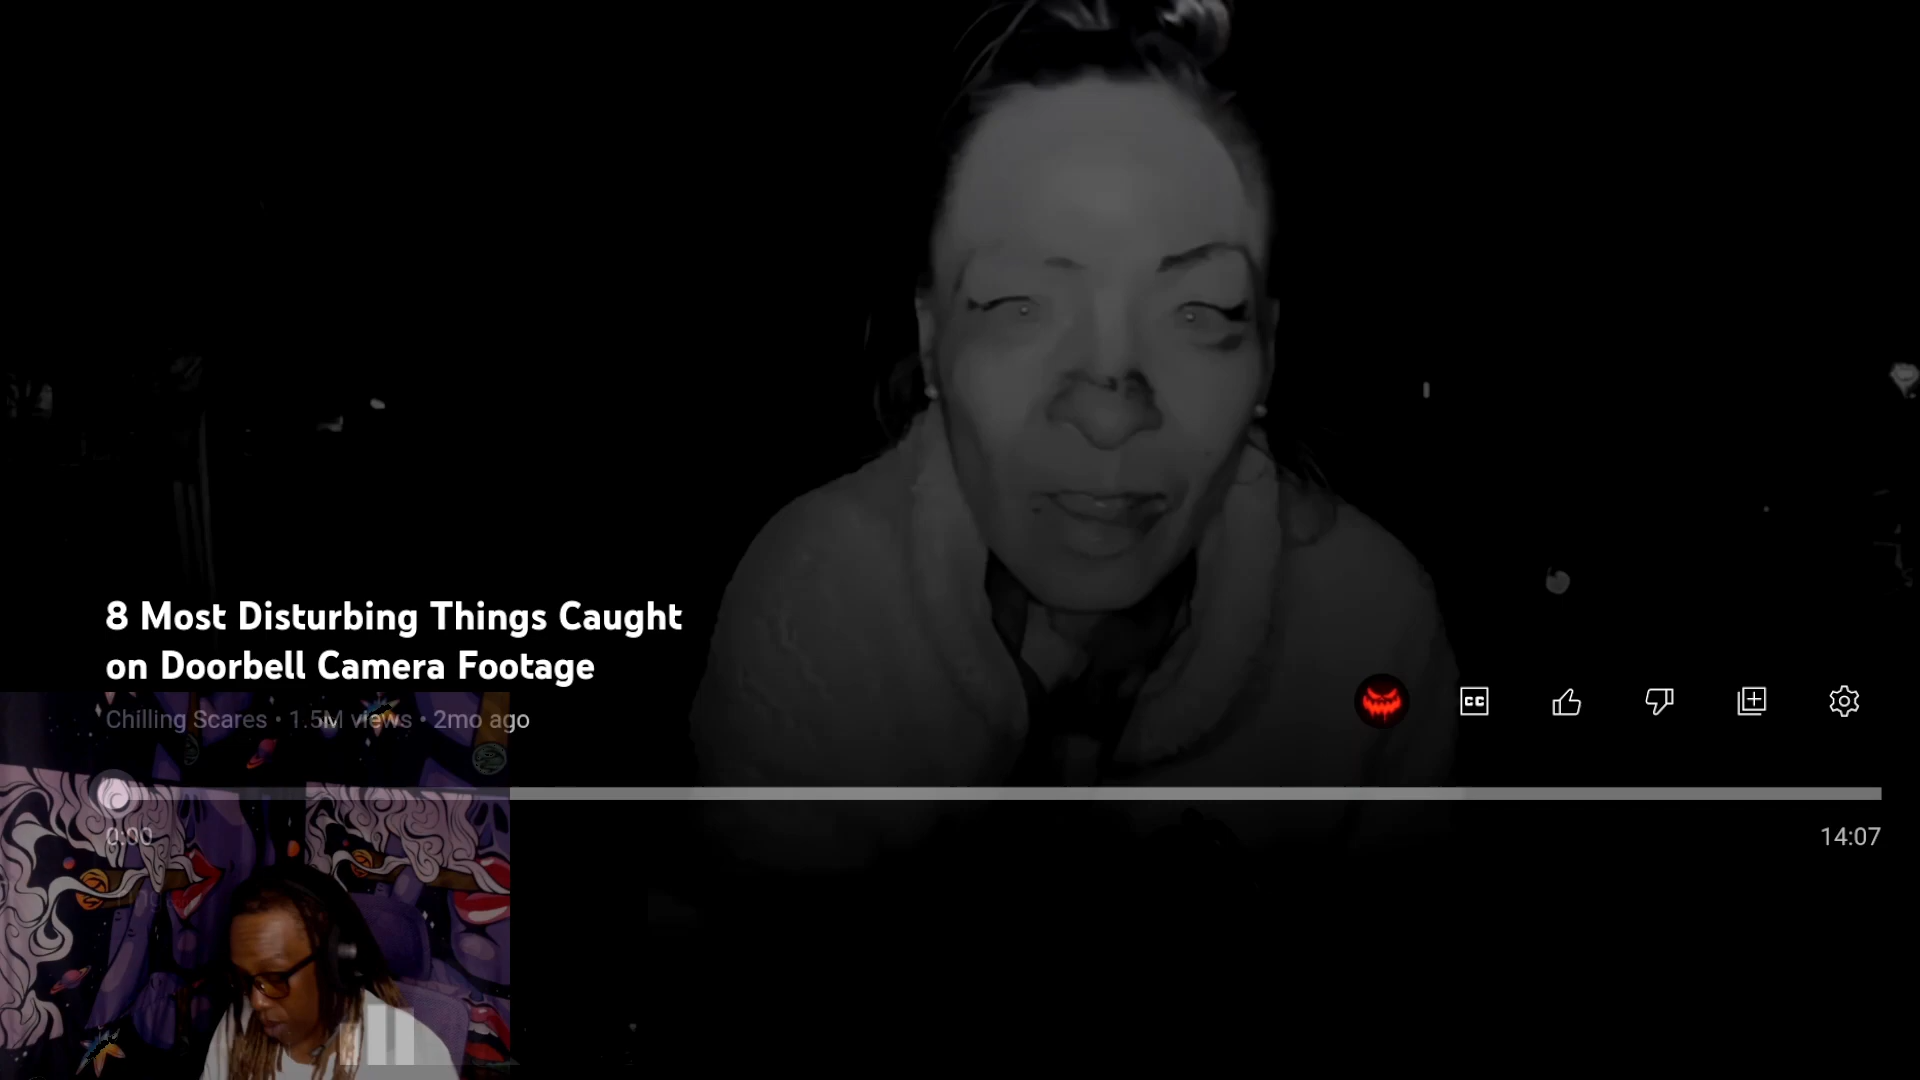 8 Most Disturbing Things Caught
on Doorbell Camera Footage
Chilling Scares • 1.5M views • 2mo ago
CC
0:00
14:07